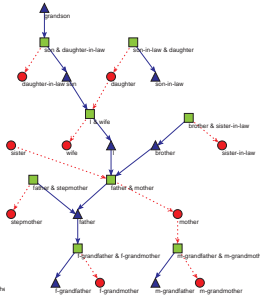 grandson
son & daughter-in-law
son-in-law & daughter
daughter-in-law
son
daughter
son-in-law
I & wife
brother & sister-in-law
sister
wife
I
brother
sister-in-law
father & stepmother
father & mother
stepmother
father
mother
f-grandfather & f-grandmother
m-grandfather & m-grandmoth
f-grandfather
f-grandmother
m-grandfather
m-grandmother